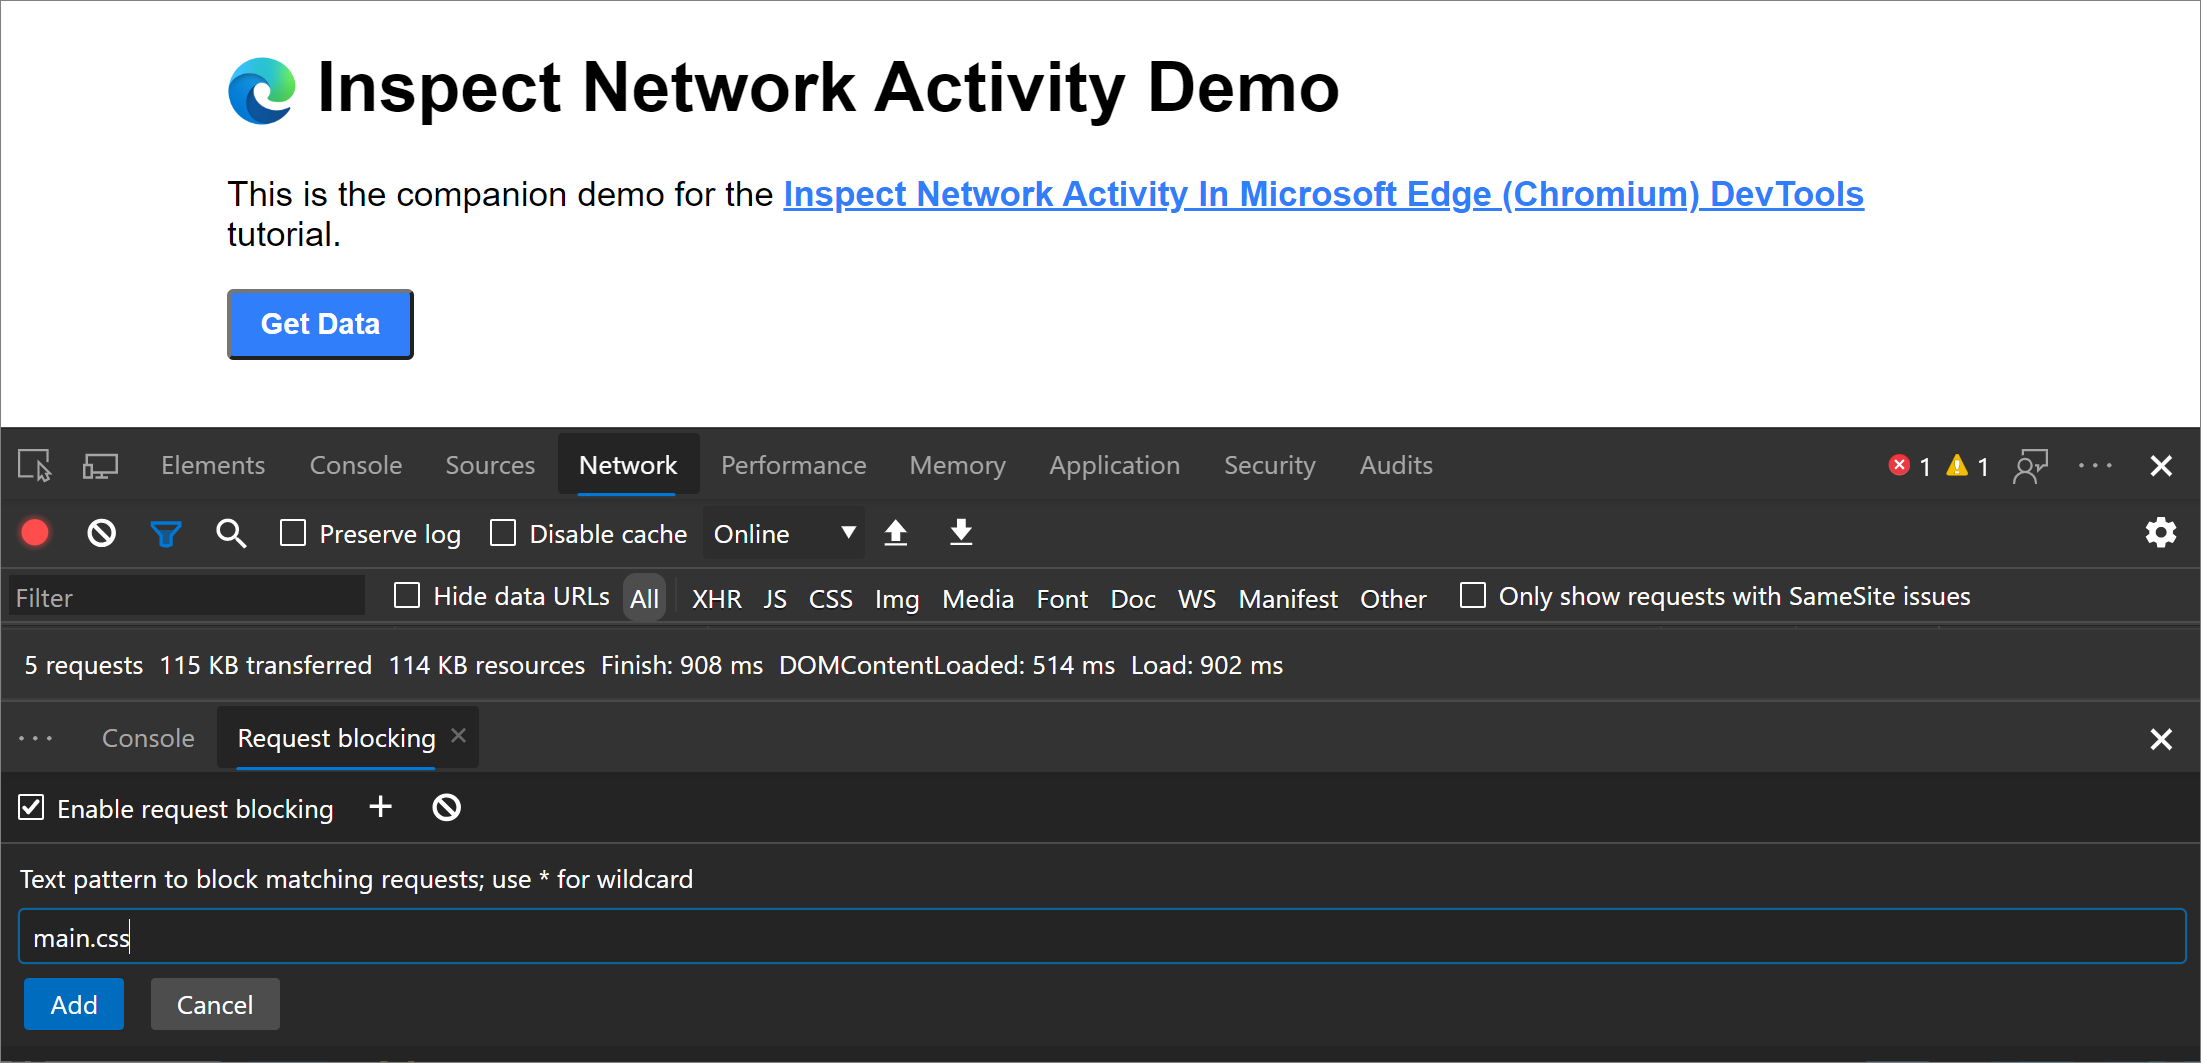 Inspect Network Activity Demo
This is the companion demo for the Inspect Network Activity In Microsoft Edge (Chromium) DevTools
tutorial.
Get Data
Elements Console Sources Network Performance Memory Application Security Audits 1 1
Preserve log Disable cache Online
Filter Hide data URLs All XHR JS CSS Img Media Font Doc WS Manifest Other Only show requests with SameSite issues
5 requests 115 KB transferred 114 KB resources Finish: 908 ms DOMContentLoaded: 514 ms Load: 902 ms
Console Request blocking
Enable request blocking
Text pattern to block matching requests; use * for wildcard
main.css
Add Cancel